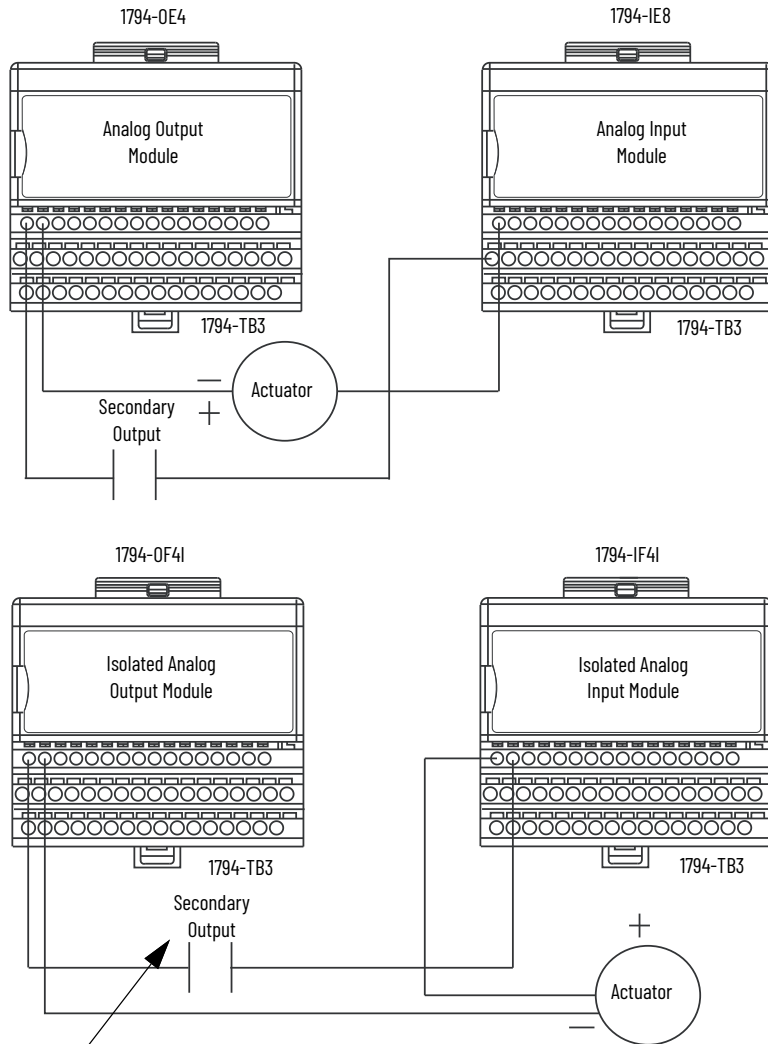 1794-OE4
1794-IE8
Analog Output
Module
Analog Input
Module
1794-TB3
1794-TB3
Actuator
−
+
Secondary
Output
1794-OF4I
1794-IF4I
Isolated Analog
Output Module
Isolated Analog
Input Module
1794-TB3
1794-TB3
Secondary
Output
+
Actuator
−